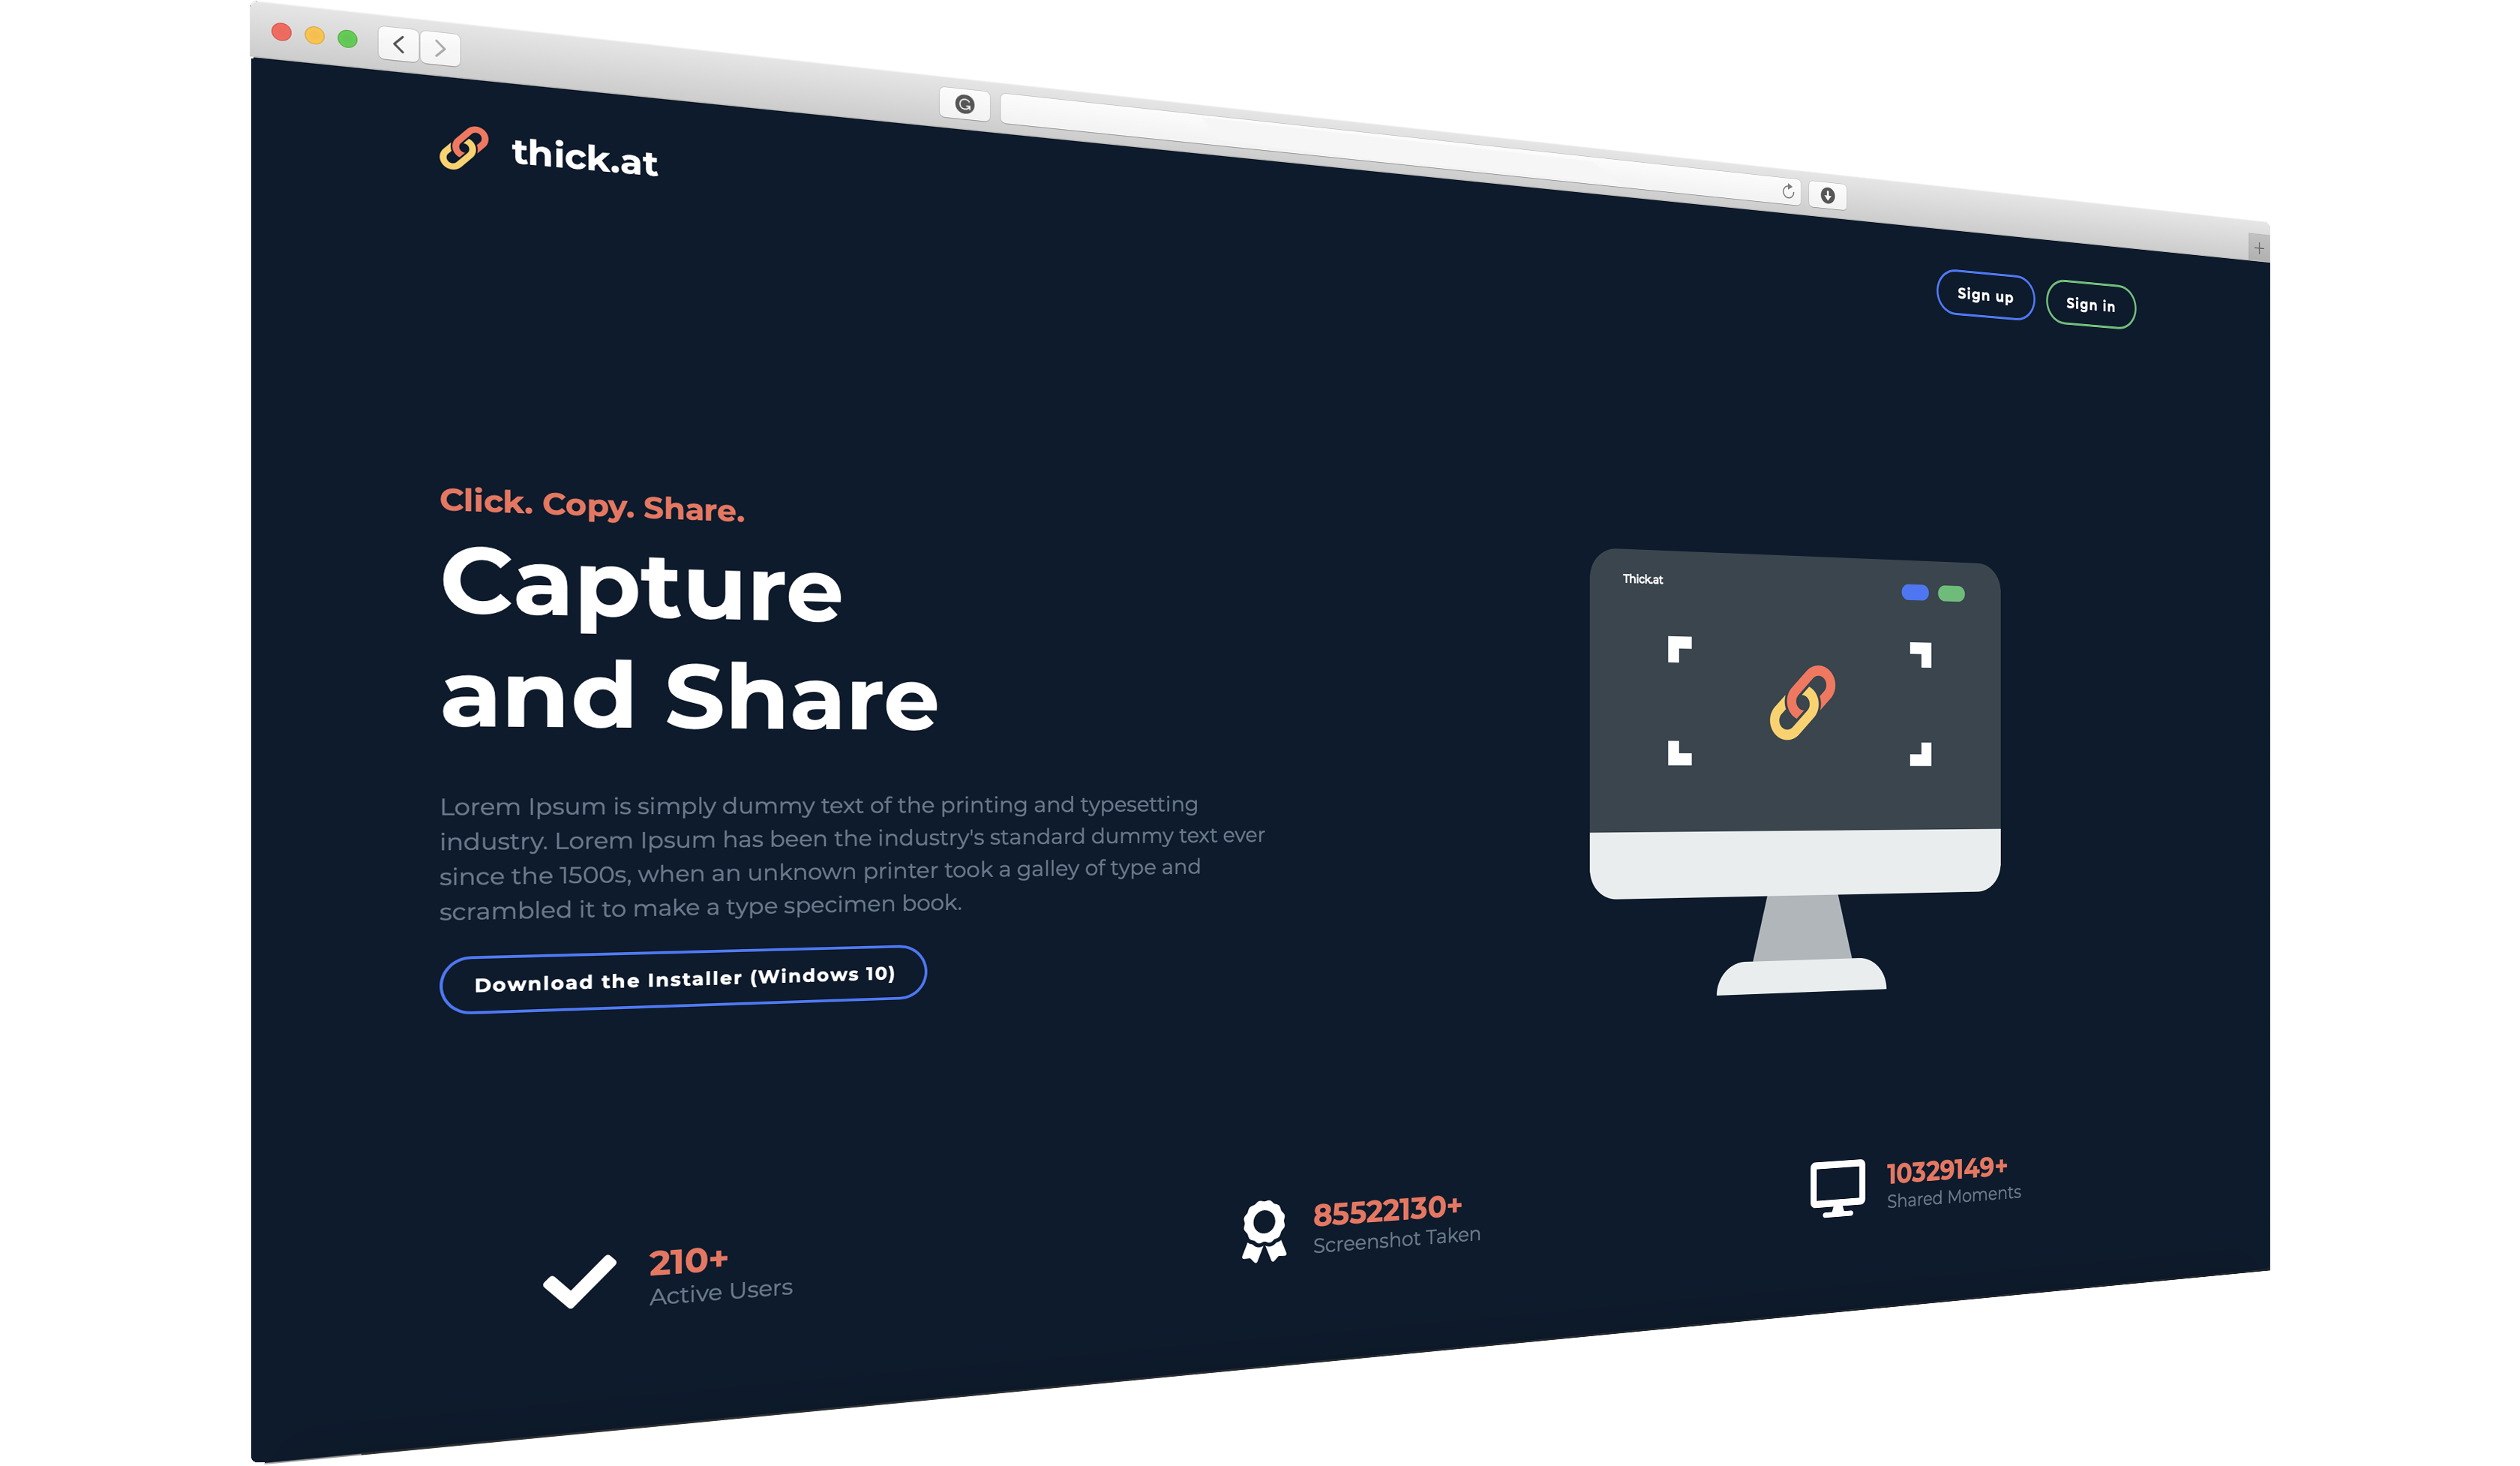 thick.at
Sign up
Sign in
Click. Copy. Share.
Capture
and Share
Lorem Ipsum is simply dummy text of the printing and typesetting
industry. Lorem Ipsum has been the industry's standard dummy text ever
since the 1500s, when an unknown printer took a galley of type and
scrambled it to make a type specimen book.
Download the Installer (Windows 10)
Thick.at
210+
Active Users
85522130+
Screenshot Taken
10329149+
Shared Moments